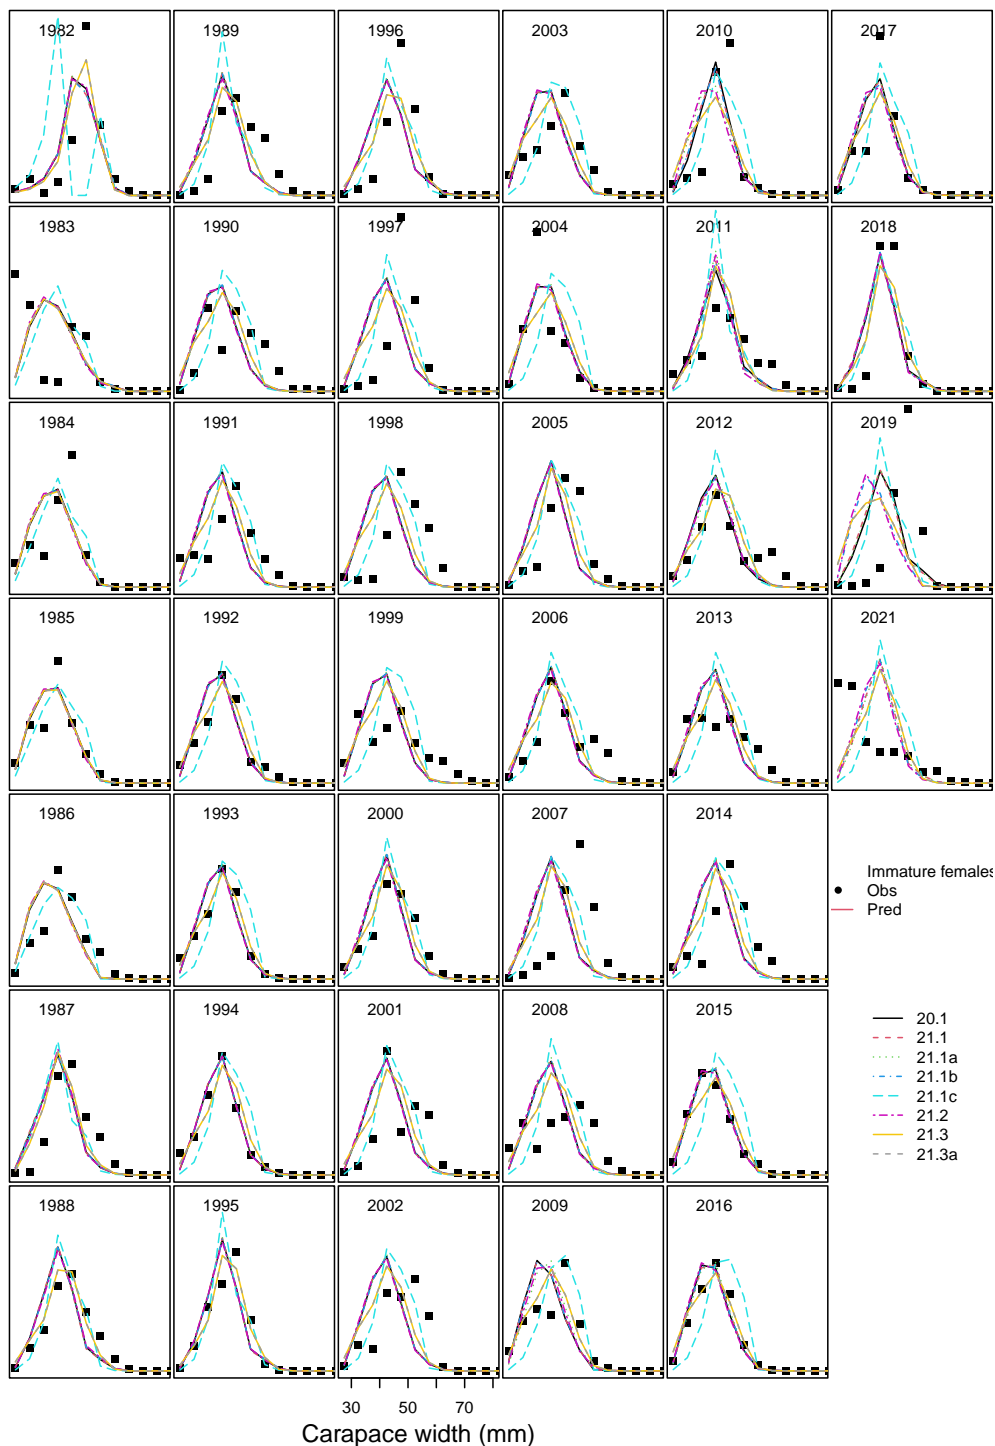 1982 1989 1996 2003 2010 2017
1983 1990 1997 2004 2011 2018
1984 1991 1998 2005 2012 2019
1985 1992 1999 2006 2013 2021
1986 1993 2000 2007 2014
Immature females
Obs
Pred
1987 1994 2001 2008 2015
20.1
21.1
21.1a
21.1b
21.1c
21.2
21.3
21.3a
1988 1995 2002 2009 2016
30 50 70
Carapace width (mm)